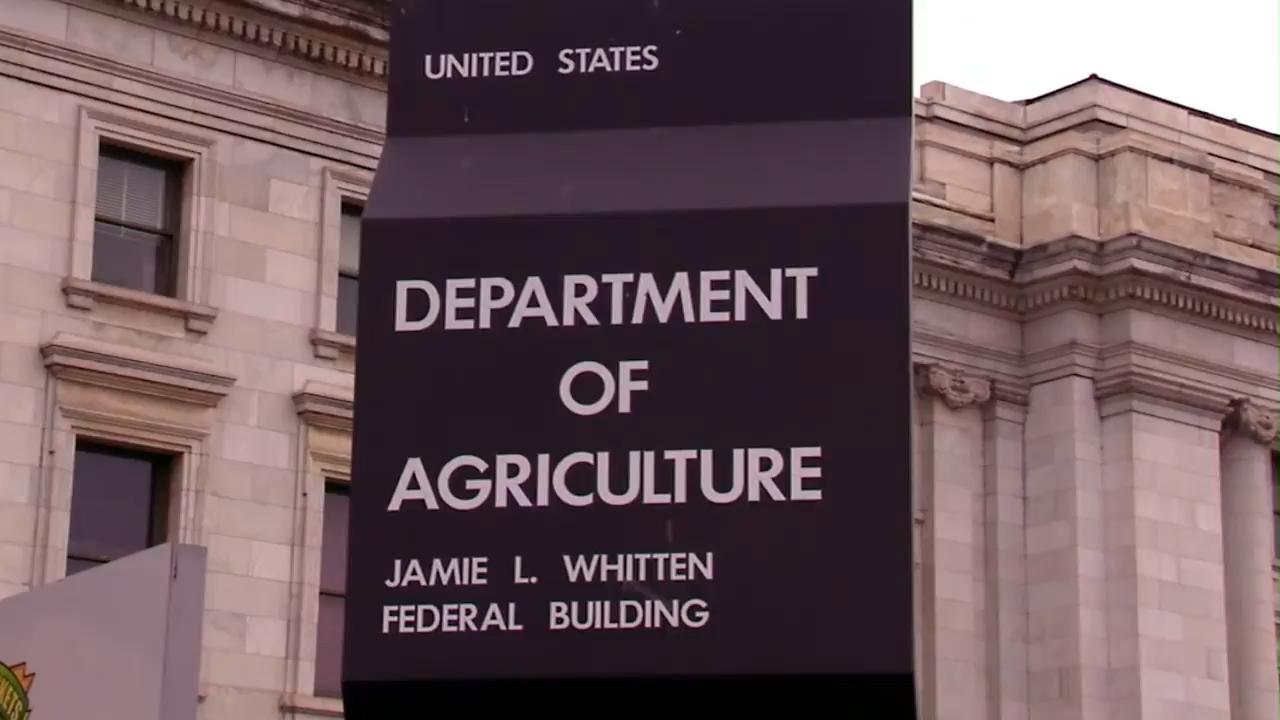 UNITED STATES
DEPARTMENT
OF
AGRICULTURE
JAMIE L. WHITTEN
FEDERAL BUILDING